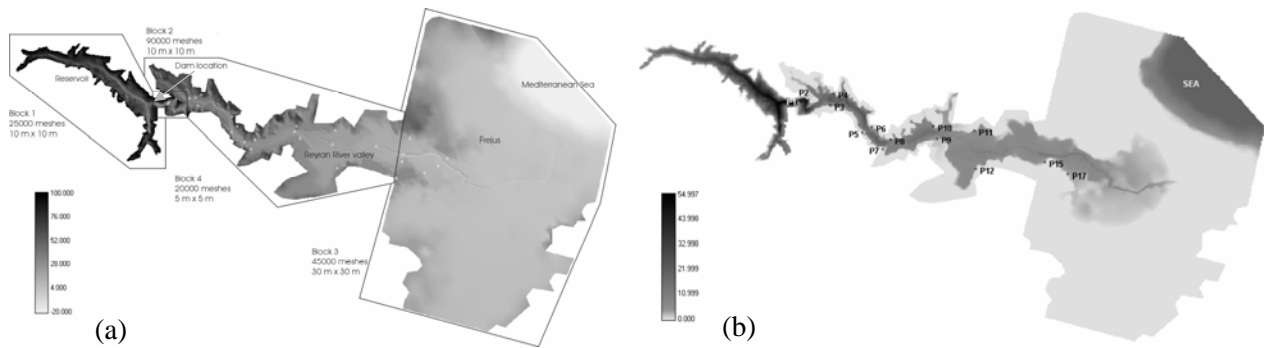 Block 2
90000 meshes
10 m x 10 m
Dam location
Reservoir
Block 1
25000 meshes
10 m x 10 m
Mediterranean Sea
Frejus
Reyran River valley
Block 4
20000 meshes
5 m x 5 m
Block 3
45000 meshes
30 m x 30 m
100.000
76.000
52.000
28.000
4.000
-20.000
(a)
SEA
P2
P4
P3
P5
P6
P7
P8
P10
P9
P11
P12
P15
P17
54.997
43.998
32.998
21.999
10.999
0.000
(b)